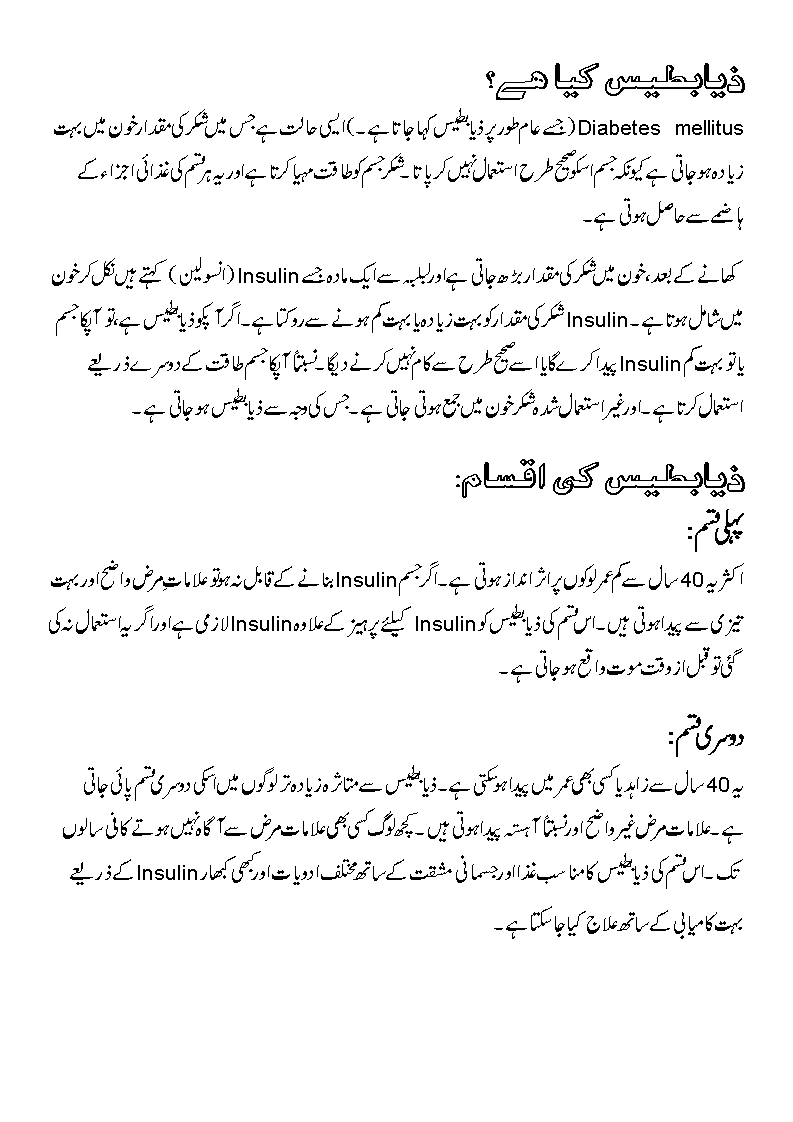 ذیابطیس کیا ھے؟
Diabetes mellitus (جسے عام طور پر ذیابطیس کہا جاتا ہے۔) ایسی حالت ہے جس میں شکر کی مقدار خون میں بہت
زیادہ ہو جاتی ہے کیونکہ جسم اسکو صحیح طرح استعمال نہیں کر پاتا ۔ شکر جسم کو طاقت مہیا کرتا ہے اور یہ ہر قسم کی غذائی اجزاء کے
ہاضمے سے حاصل ہوتی ہے۔
کھانے کے بعد، خون میں شکر کی مقدار بڑھ جاتی ہے اور لبلبہ سے ایک مادہ جسے Insulin (انسولین) کہتے ہیں نکل کر خون
میں شامل ہوتا ہے۔ Insulin شکر کی مقدار کو بہت زیادہ یا بہت کم ہونے سے روکتا ہے۔ اگر آپکو ذیابطیس ہے، تو آپکا جسم
یا تو بہت کم Insulin پیدا کرے گا یا اسے صحیح طرح سے کام نہیں کرنے دیگا۔ نسبتاً آپکا جسم طاقت کے دوسرے ذریعے
استعمال کرتا ہے۔ اور غیر استعمال شدہ شکر خون میں جمع ہوتی جاتی ہے۔ جس کی وجہ سے ذیابطیس ہو جاتی ہے۔
ذیابطیس کی اقسام:
پہلی قسم:
اکثر یہ 40 سال سے کم عمر لوگوں پر اثر انداز ہوتی ہے۔ اگر جسم Insulin بنانے کے قابل نہ ہو تو علاماتِ مرض واضح اور بہت
تیزی سے پیدا ہوتی ہیں۔ اس قسم کی ذیابطیس کو Insulin کیلئے پرہیز کے علاوہ Insulin لازمی ہے اور اگر یہ استعمال نہ کی
گئی تو قبل از وقت موت واقع ہو جاتی ہے۔
دوسری قسم:
یہ 40 سال سے زاہد یا کسی بھی عمر میں پیدا ہو سکتی ہے۔ ذیابطیس سے متاثرہ زیادہ تر لوگوں میں اسکی دوسری قسم پائی جاتی
ہے۔ علامات مرض غیر واضح اور نسبتاً آہستہ پیدا ہوتی ہیں۔ کچھ لوگ کسی بھی علامات مرض سے آگاہ نہیں ہوتے کافی سالوں
تک۔ اس قسم کی ذیابطیس کا مناسب غذا اور جسمانی مشقت کے ساتھ مختلف ادویات اور کبھی کبھار Insulin کے ذریعے
بہت کامیابی کے ساتھ علاج کیا جا سکتا ہے۔